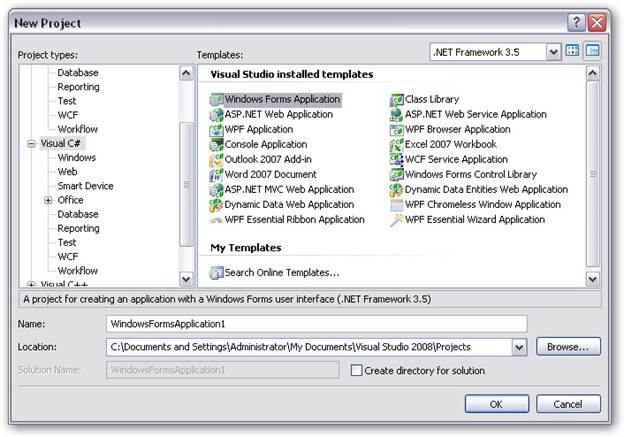 New Project
Project types:
Templates:
.NET Framework 3.5
Database
Reporting
Test
WCF
Workflow
Visual C#
Windows
Web
Smart Device
Office
Database
Reporting
Test
WCF
Workflow
Visual C++
Visual Studio installed templates
Windows Forms Application
Class Library
ASP.NET Web Application
ASP.NET Web Service Application
WPF Application
WPF Browser Application
Console Application
Excel 2007 Workbook
Outlook 2007 Add-in
WCF Service Application
Word 2007 Document
Windows Forms Control Library
ASP.NET MVC Web Application
Dynamic Data Entities Web Application
Dynamic Data Web Application
WPF Chromeless Window Application
WPF Essential Ribbon Application
WPF Essential Wizard Application
My Templates
Search Online Templates...
A project for creating an application with a Windows Forms user interface (.NET Framework 3.5)
Name:
WindowsFormsApplication1
Location:
C:\Documents and Settings\Administrator\My Documents\Visual Studio 2008\Projects
Browse...
Solution Name:
WindowsFormsApplication1
Create directory for solution
OK
Cancel